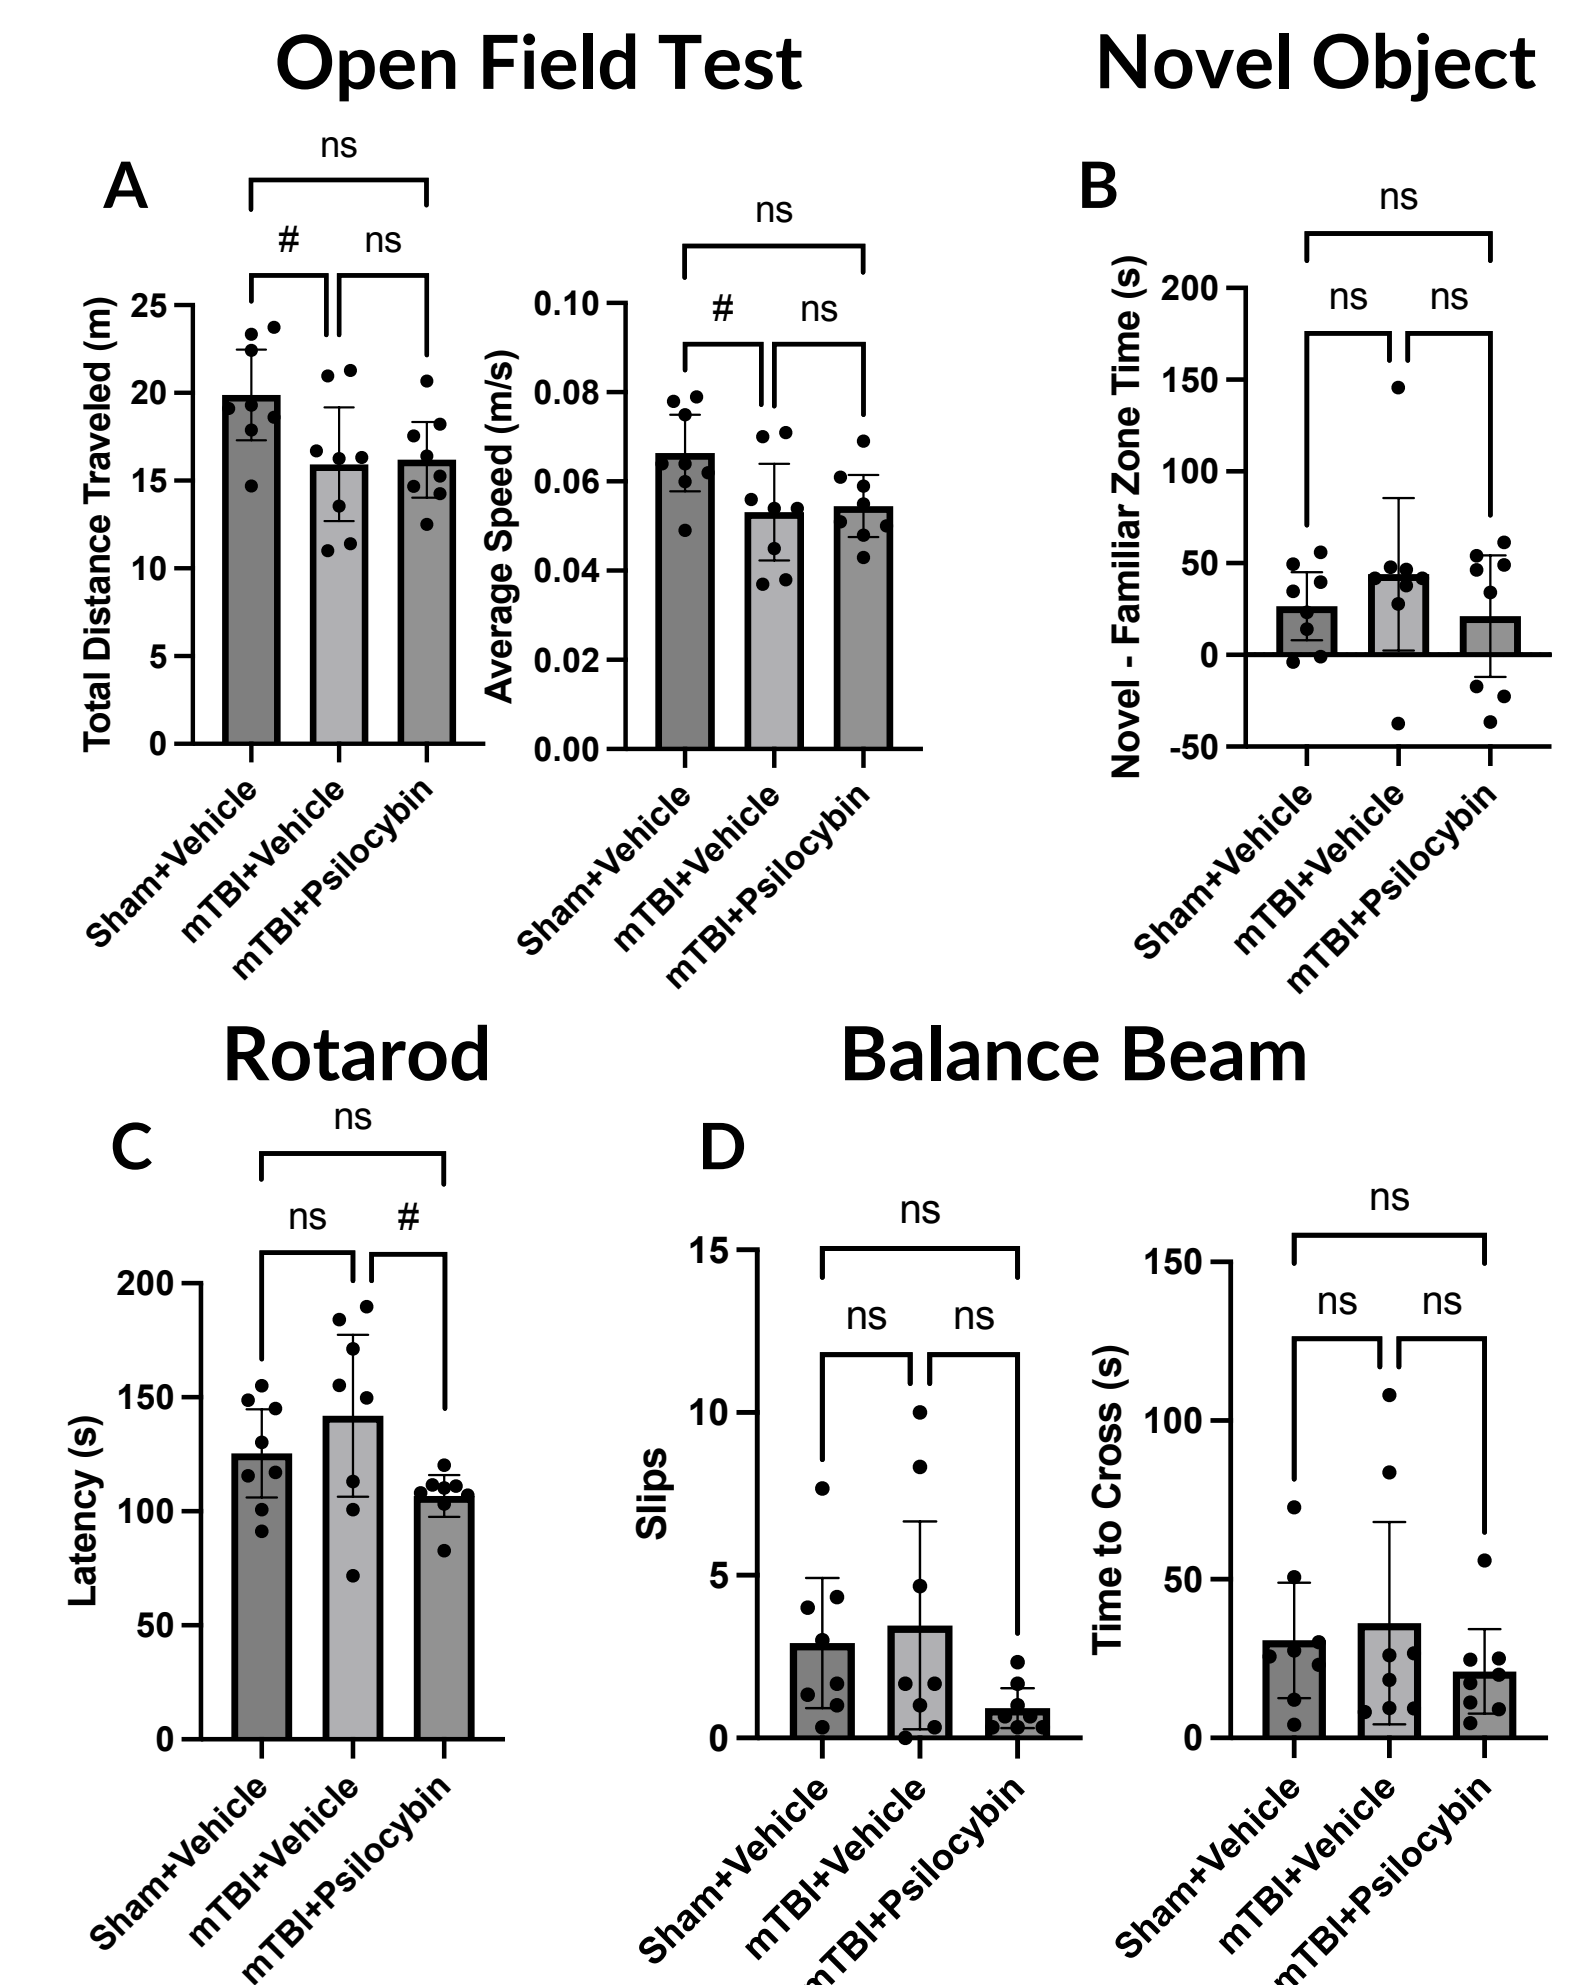 Open Field Test
Novel Object
A
ns
#
ns
Total Distance Traveled (m)
25
20
15
10
5
0
Sham+Vehicle
mTBI+Vehicle
mTBI+Psilocybin
ns
#
ns
Average Speed (m/s)
0.10
0.08
0.06
0.04
0.02
0.00
Sham+Vehicle
mTBI+Vehicle
mTBI+Psilocybin
B
ns
ns
ns
Novel - Familiar Zone Time (s)
200
150
100
50
0
-50
Sham+Vehicle
mTBI+Vehicle
mTBI+Psilocybin
Rotarod
Balance Beam
C
ns
ns
#
Latency (s)
200
150
100
50
0
Sham+Vehicle
mTBI+Vehicle
mTBI+Psilocybin
D
ns
ns
ns
Slips
15
10
5
0
Sham+Vehicle
mTBI+Vehicle
mTBI+Psilocybin
ns
ns
ns
Time to Cross (s)
150
100
50
0
Sham+Vehicle
mTBI+Vehicle
mTBI+Psilocybin